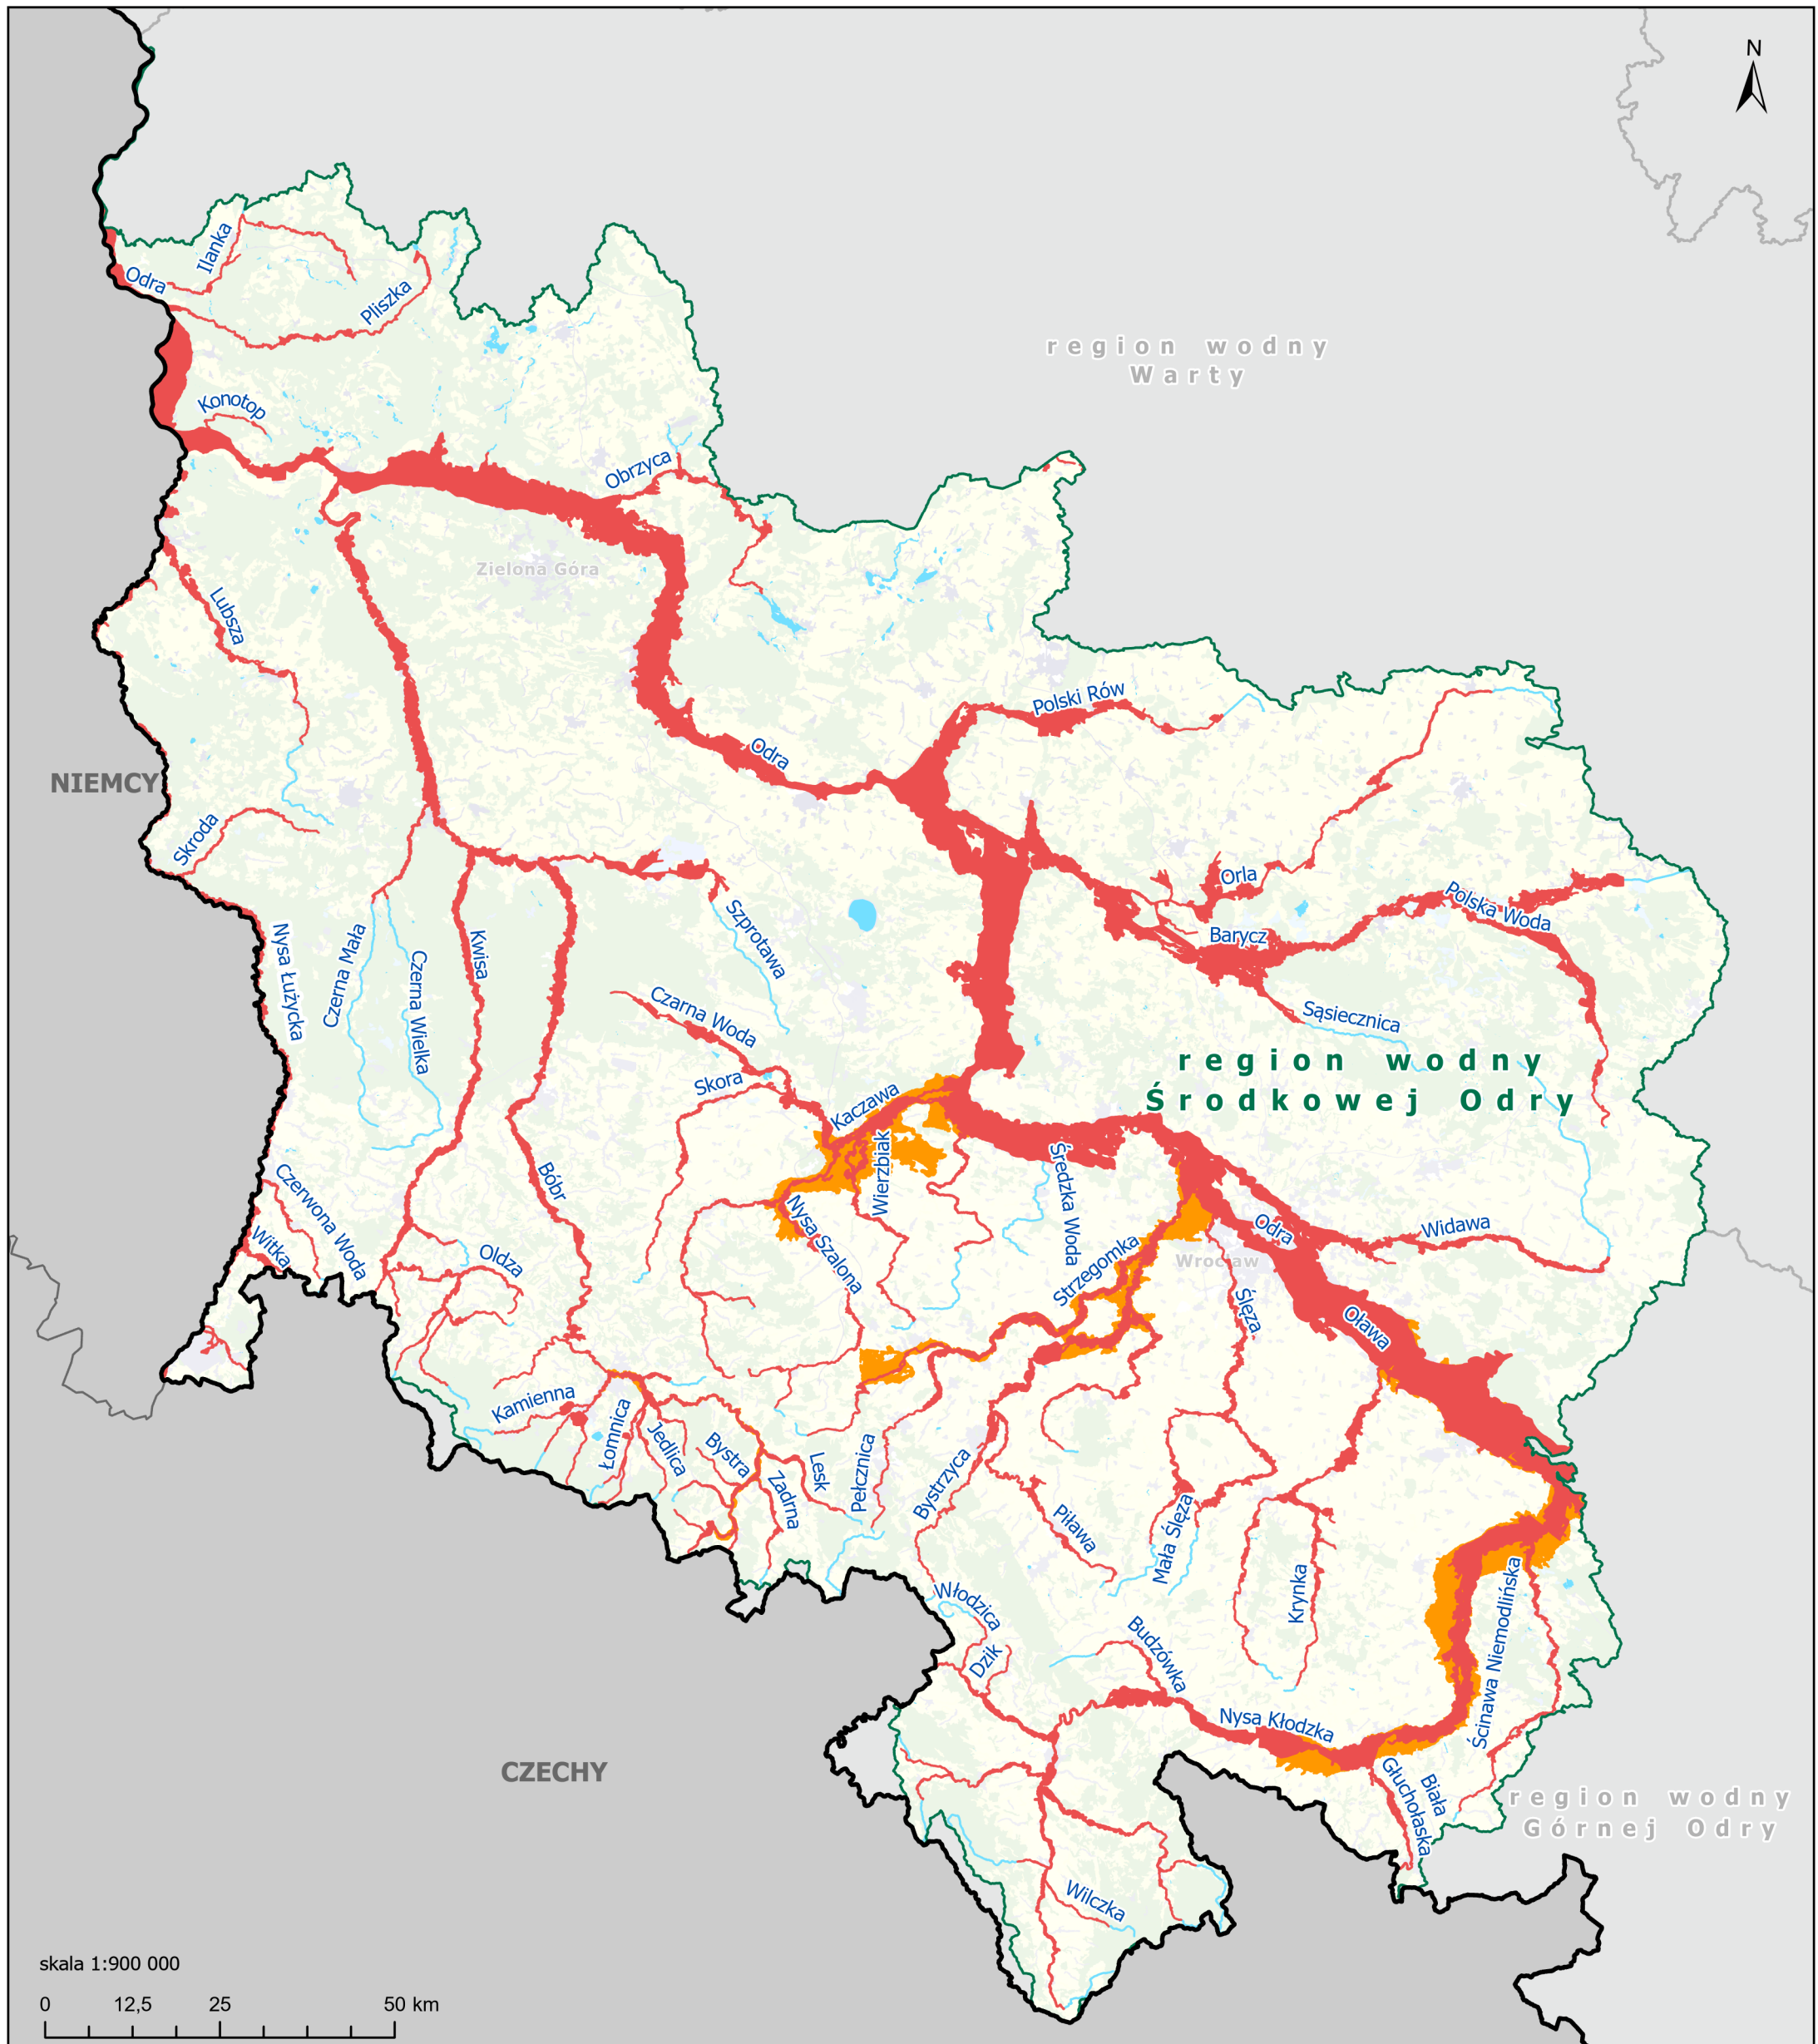 N
Ilanka
Odra
Pliszka
region wodny
Warty
Konotop
Obrzyca
Zielona Góra
Lubsza
Polski Rów
Odra
NIEMCY
Skroda
Orla
Polska Woda
Szprotawa
Barycz
Nysa Łużycka
Czerna Mała
Czerna Wielka
Kwisa
Czarna Woda
Sąsiecznica
region wodny
Środkowej Odry
Skora
Kaczawa
Wierzbiak
Średzka Woda
Bóbr
Czerwona Woda
Witka
Nysa Szalona
Oldza
Strzegomka
Odra
Widawa
Wrocław
Ślęza
Oława
Kamienna
Łomnica
Jedlica
Bystra
Zadrna
Lesk
Pełcznica
Bystrzyca
Piława
Mała Ślęza
Krynka
Ścinawa Niemodlińska
Włodzica
Dzik
Budzówka
Nysa Kłodzka
CZECHY
Biała
Głuchołaska
region wodny
Górnej Odry
Wilczka
skala 1:900 000
0 12,5 25 50 km